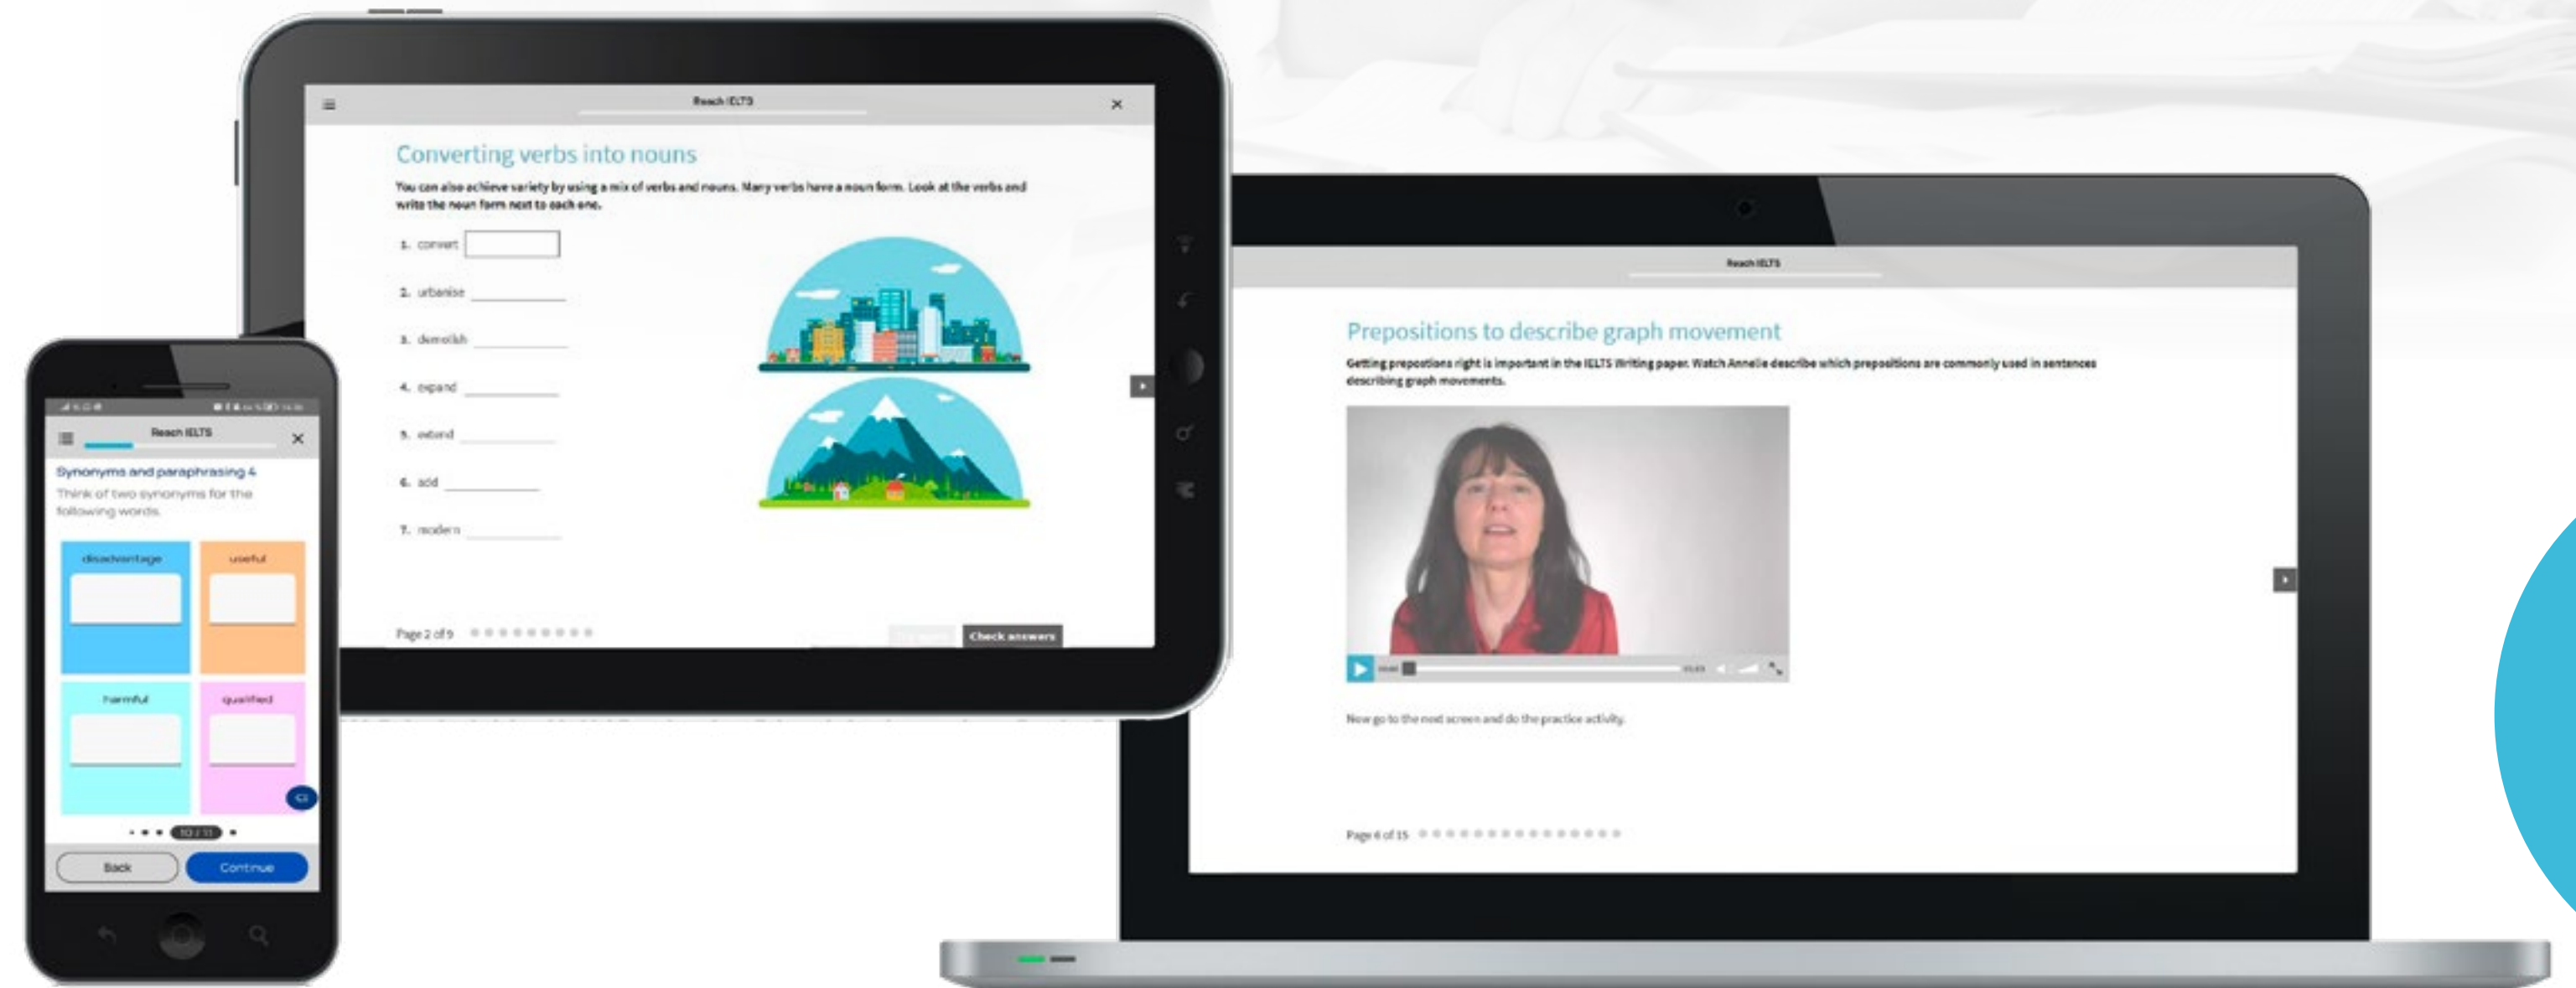 Reach IELTS
Converting verbs into nouns
You can also achieve variety by using a mix of verbs and nouns. Many verbs have a noun form. Look at the verbs and
write the noun form next to each one.
1. convert
2. urbanise
3. demolish
4. expand
5. extend
6. add
7. modern
Page 2 of 9
Check answers
Reach IELTS
Synonyms and paraphrasing 4
Think of two synonyms for the
following words.
disadvantage useful
harmful qualified
10 / 11
Back Continue
Reach IELTS
Prepositions to describe graph movement
Getting prepostions right is important in the IELTS Writing paper. Watch Annelie describe which prepositions are commonly used in sentences
describing graph movements.
Now go to the next screen and do the practice activity.
Page 6 of 15